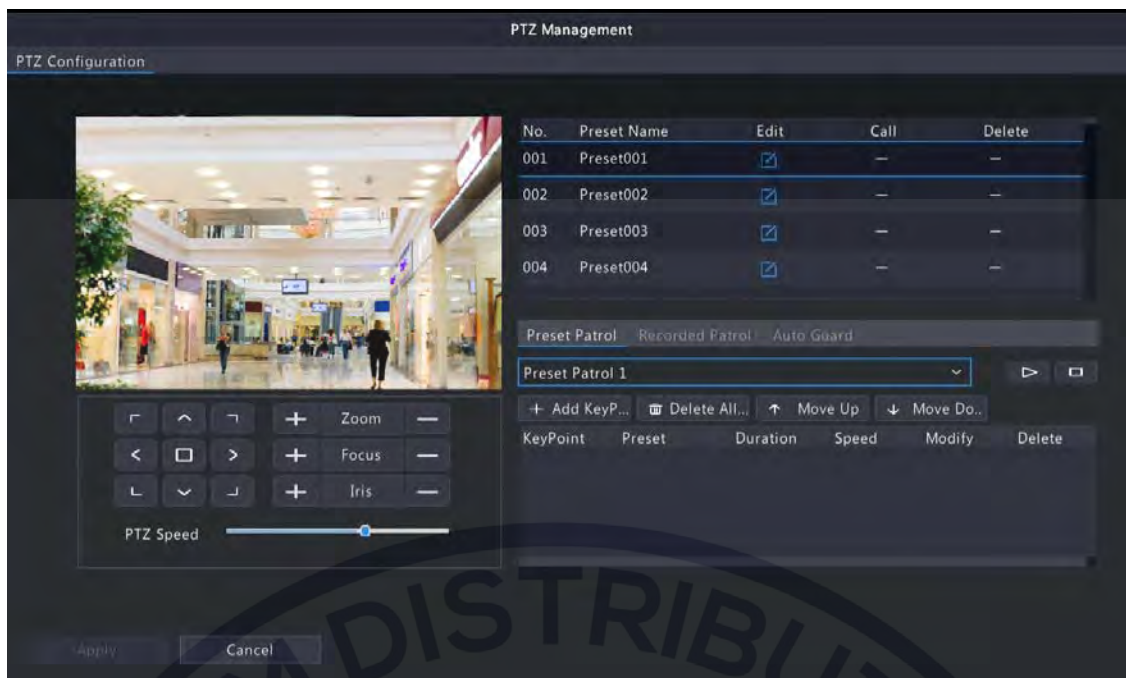 PTZ Management
PTZ Configuration
No. Preset Name Edit Call Delete
001 Preset001 — —
002 Preset002 — —
003 Preset003 — —
004 Preset004 — —
Preset Patrol Recorded Patrol Auto Guard
Preset Patrol 1
+ Add KeyP... Delete All... Move Up Move Do..
KeyPoint Preset Duration Speed Modify Delete
+ Zoom —
+ Focus —
+ Iris —
PTZ Speed
Apply Cancel
M DISTRIBUT